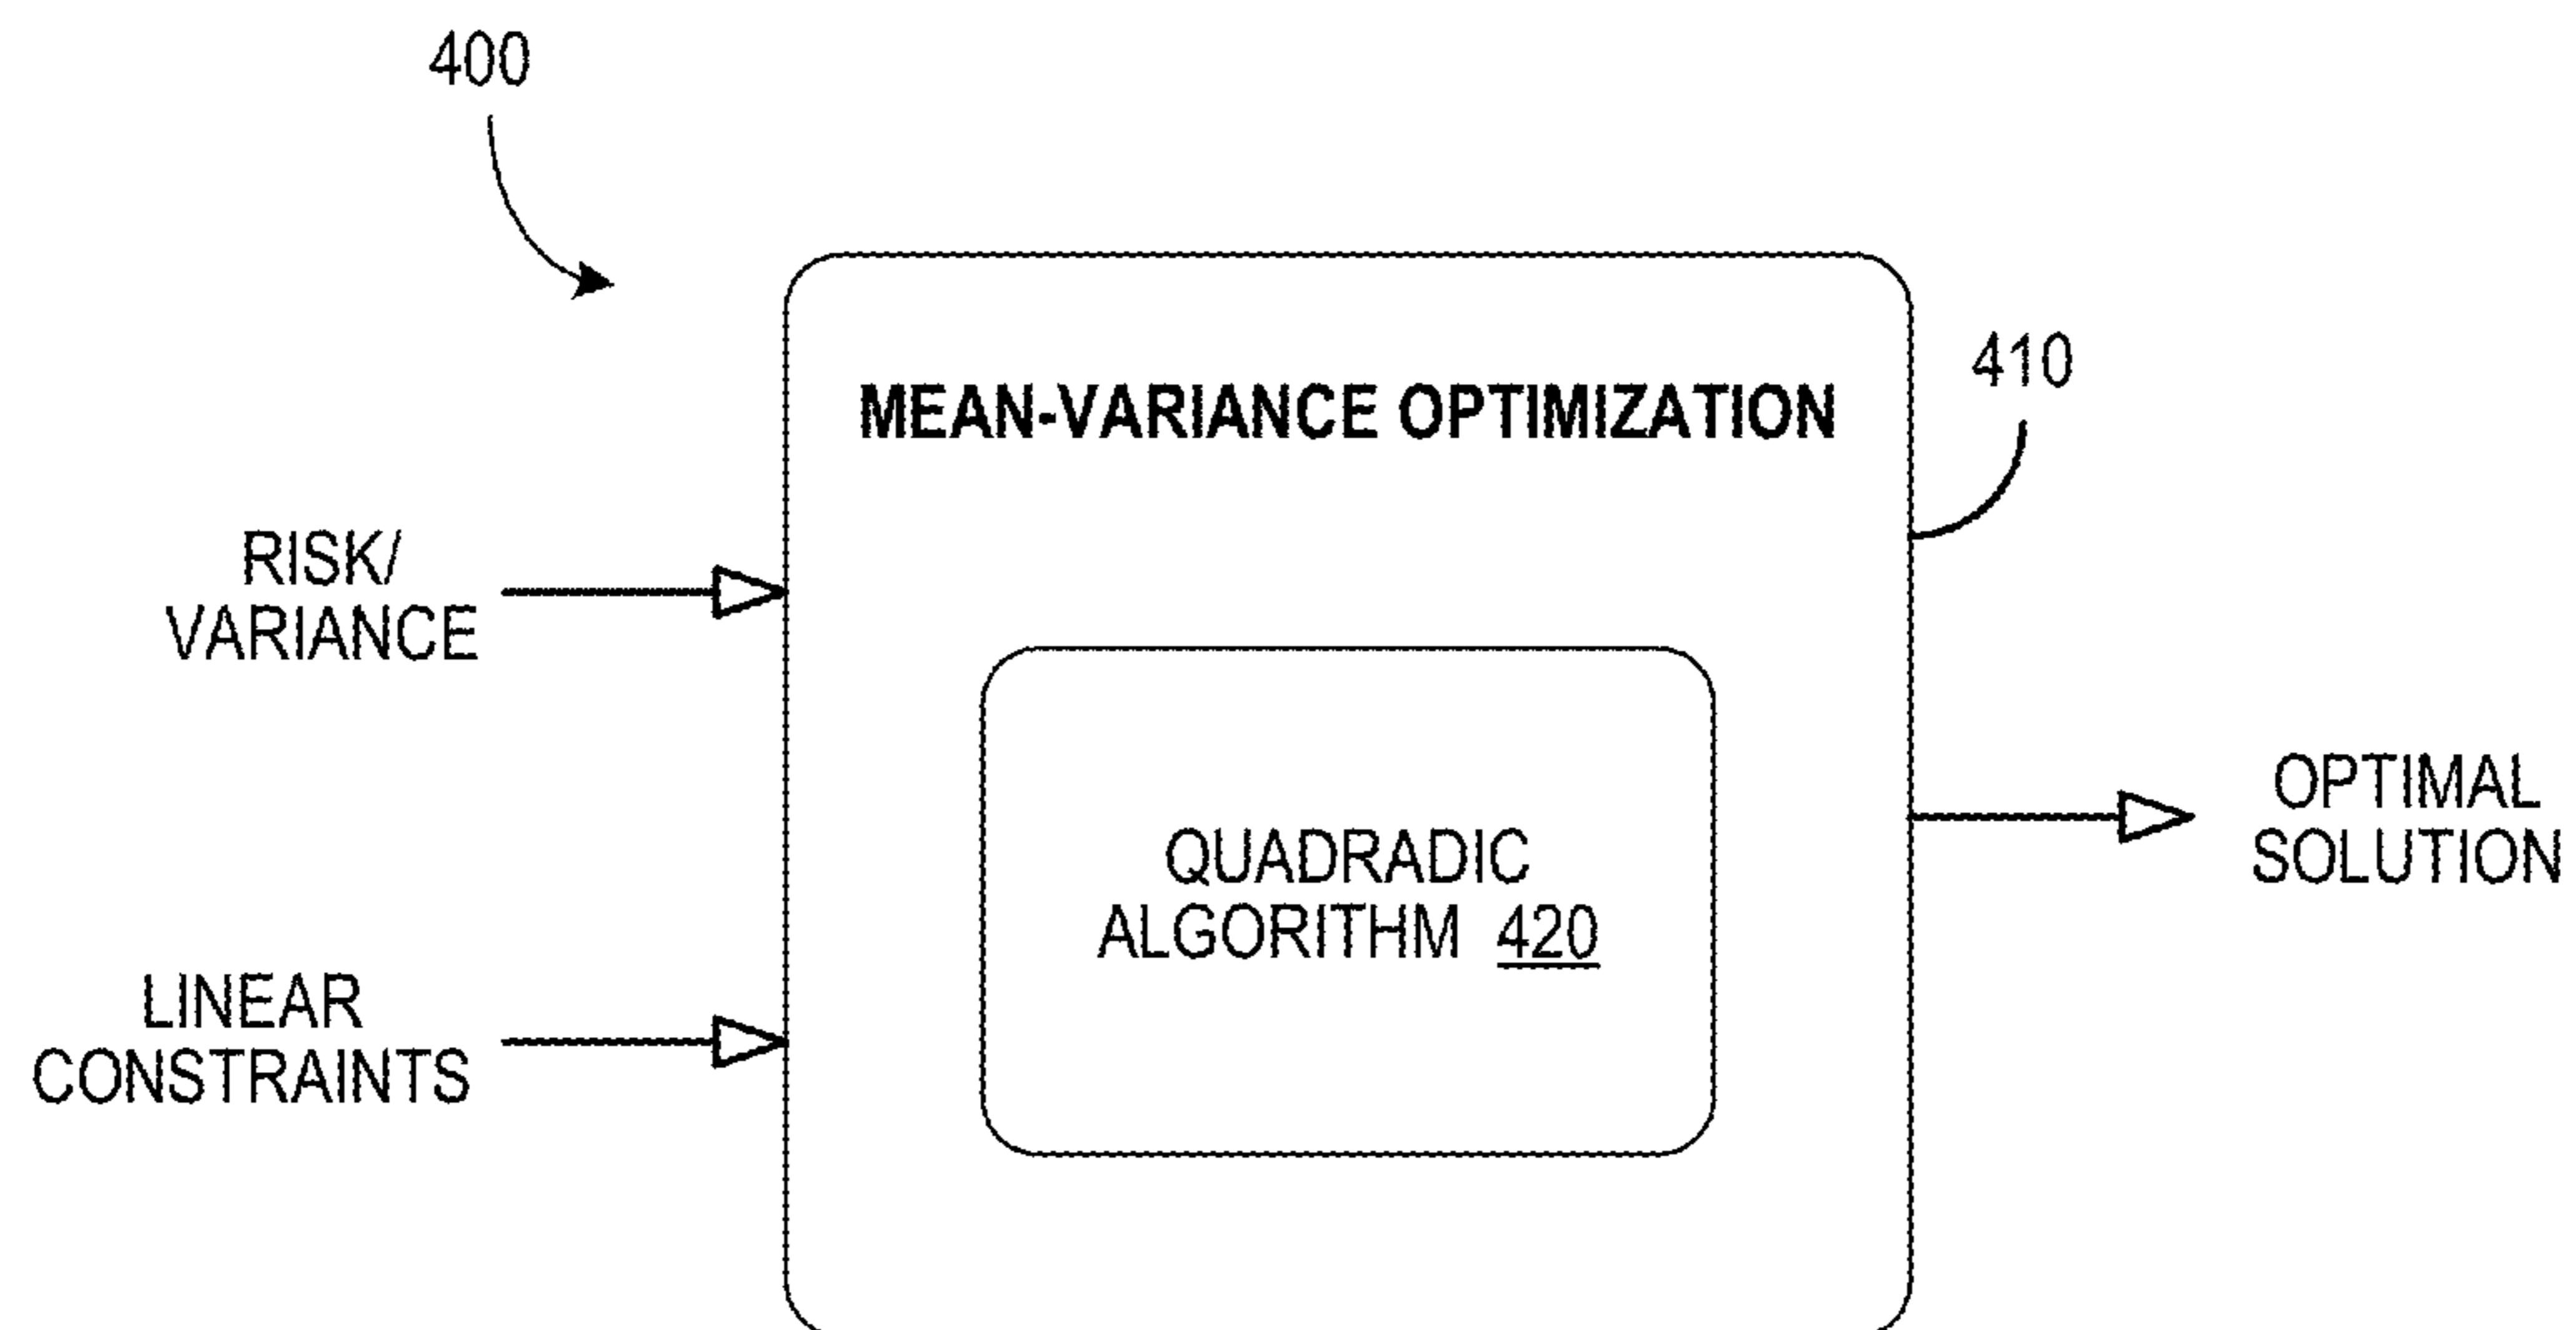 400
MEAN-VARIANCE OPTIMIZATION
410
RISK/
VARIANCE
QUADRADIC
ALGORITHM 420
OPTIMAL
SOLUTION
LINEAR
CONSTRAINTS